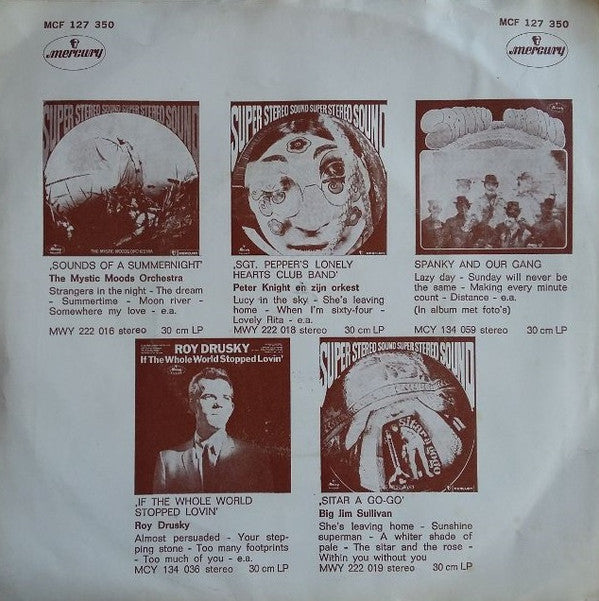 MCF 127 350
MCF 127 350
mercury
mercury
SUPER STEREO SOUND SUPER STEREO SOUND
THE MYSTIC MOODS ORCHESTRA
SUPER STEREO SOUND SUPER STEREO SOUND
SPANKY
‚SOUNDS OF A SUMMERNIGHT'
The Mystic Moods Orchestra
Strangers in the night - The dream
- Summertime - Moon river -
Somewhere my love - e.a.
MWY 222 016 stereo 30 cm LP
‚SGT. PEPPER'S LONELY
HEARTS CLUB BAND'
Peter Knight en zijn orkest
Lucy in the sky - She's leaving
home - When I'm sixty-four -
Lovely Rita - e.a.
MWY 222 018 stereo 30 cm LP
SPANKY AND OUR GANG
Lazy day - Sunday will never be
the same - Making every minute
count - Distance - e.a.
(In album met foto's)
MCY 134 059 stereo 30 cm LP
ROY DRUSKY
If The Whole World Stopped Lovin'
SUPER STEREO SOUND SUPER STEREO SOUND
sitar a gogo
‚IF THE WHOLE WORLD
STOPPED LOVIN'
Roy Drusky
Almost persuaded - Your step-
ping stone - Too many footprints
- Too much of you - e.a.
MCY 134 036 stereo 30 cm LP
‚SITAR A GO-GO'
Big Jim Sullivan
She's leaving home - Sunshine
superman - A whiter shade of
pale - The sitar and the rose -
Within you without you
MWY 222 019 stereo 30 cm LP